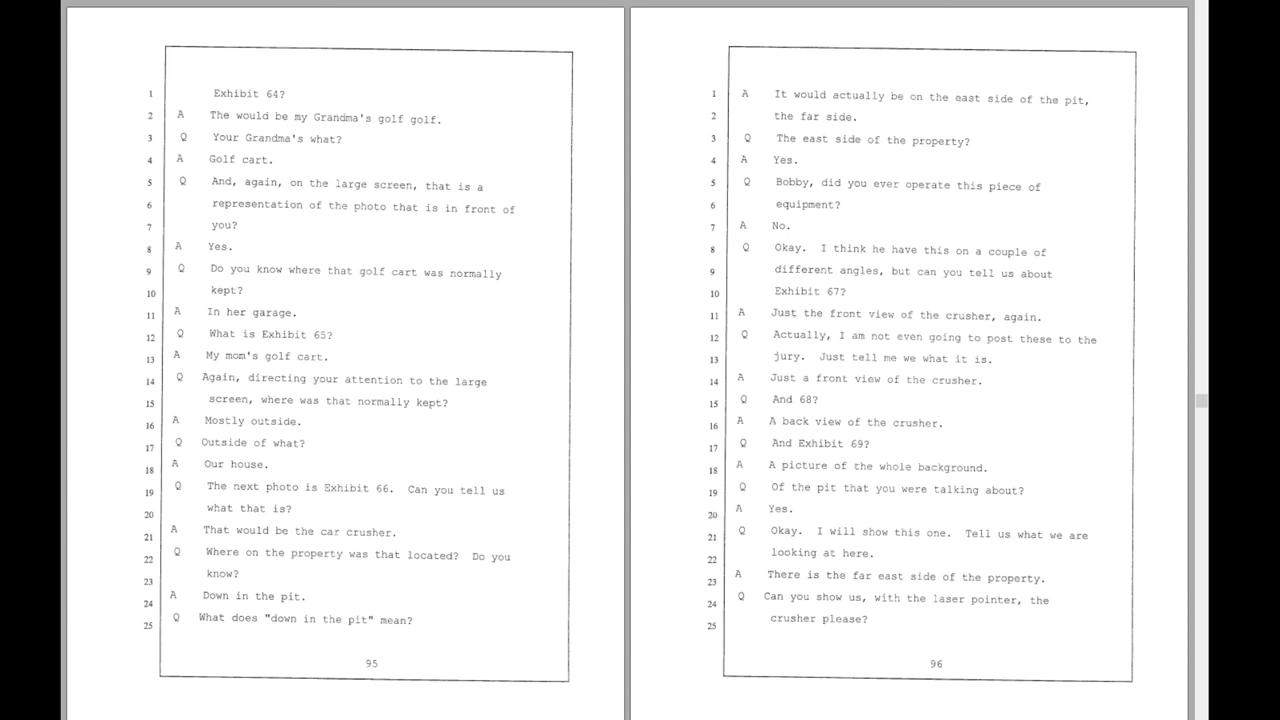 1 Exhibit 64?
2 A The would be my Grandma's golf golf.
3 Q Your Grandma's what?
4 A Golf cart.
5 Q And, again, on the large screen, that is a
6 representation of the photo that is in front of
7 you?
8 A Yes.
9 Q Do you know where that golf cart was normally
10 kept?
11 A In her garage.
12 Q What is Exhibit 65?
13 A My mom's golf cart.
14 Q Again, directing your attention to the large
15 screen, where was that normally kept?
16 A Mostly outside.
17 Q Outside of what?
18 A Our house.
19 Q The next photo is Exhibit 66. Can you tell us
20 what that is?
21 A That would be the car crusher.
22 Q Where on the property was that located? Do you
23 know?
24 A Down in the pit.
25 Q What does "down in the pit" mean?
95
1 A It would actually be on the east side of the pit,
2 the far side.
3 Q The east side of the property?
4 A Yes.
5 Q Bobby, did you ever operate this piece of
6 equipment?
7 A No.
8 Q Okay. I think he have this on a couple of
9 different angles, but can you tell us about
10 Exhibit 67?
11 A Just the front view of the crusher, again.
12 Q Actually, I am not even going to post these to the
13 jury. Just tell me we what it is.
14 A Just a front view of the crusher.
15 Q And 68?
16 A A back view of the crusher.
17 Q And Exhibit 69?
18 A A picture of the whole background.
19 Q Of the pit that you were talking about?
20 A Yes.
21 Q Okay. I will show this one. Tell us what we are
22 looking at here.
23 A There is the far east side of the property.
24 Q Can you show us, with the laser pointer, the
25 crusher please?
96